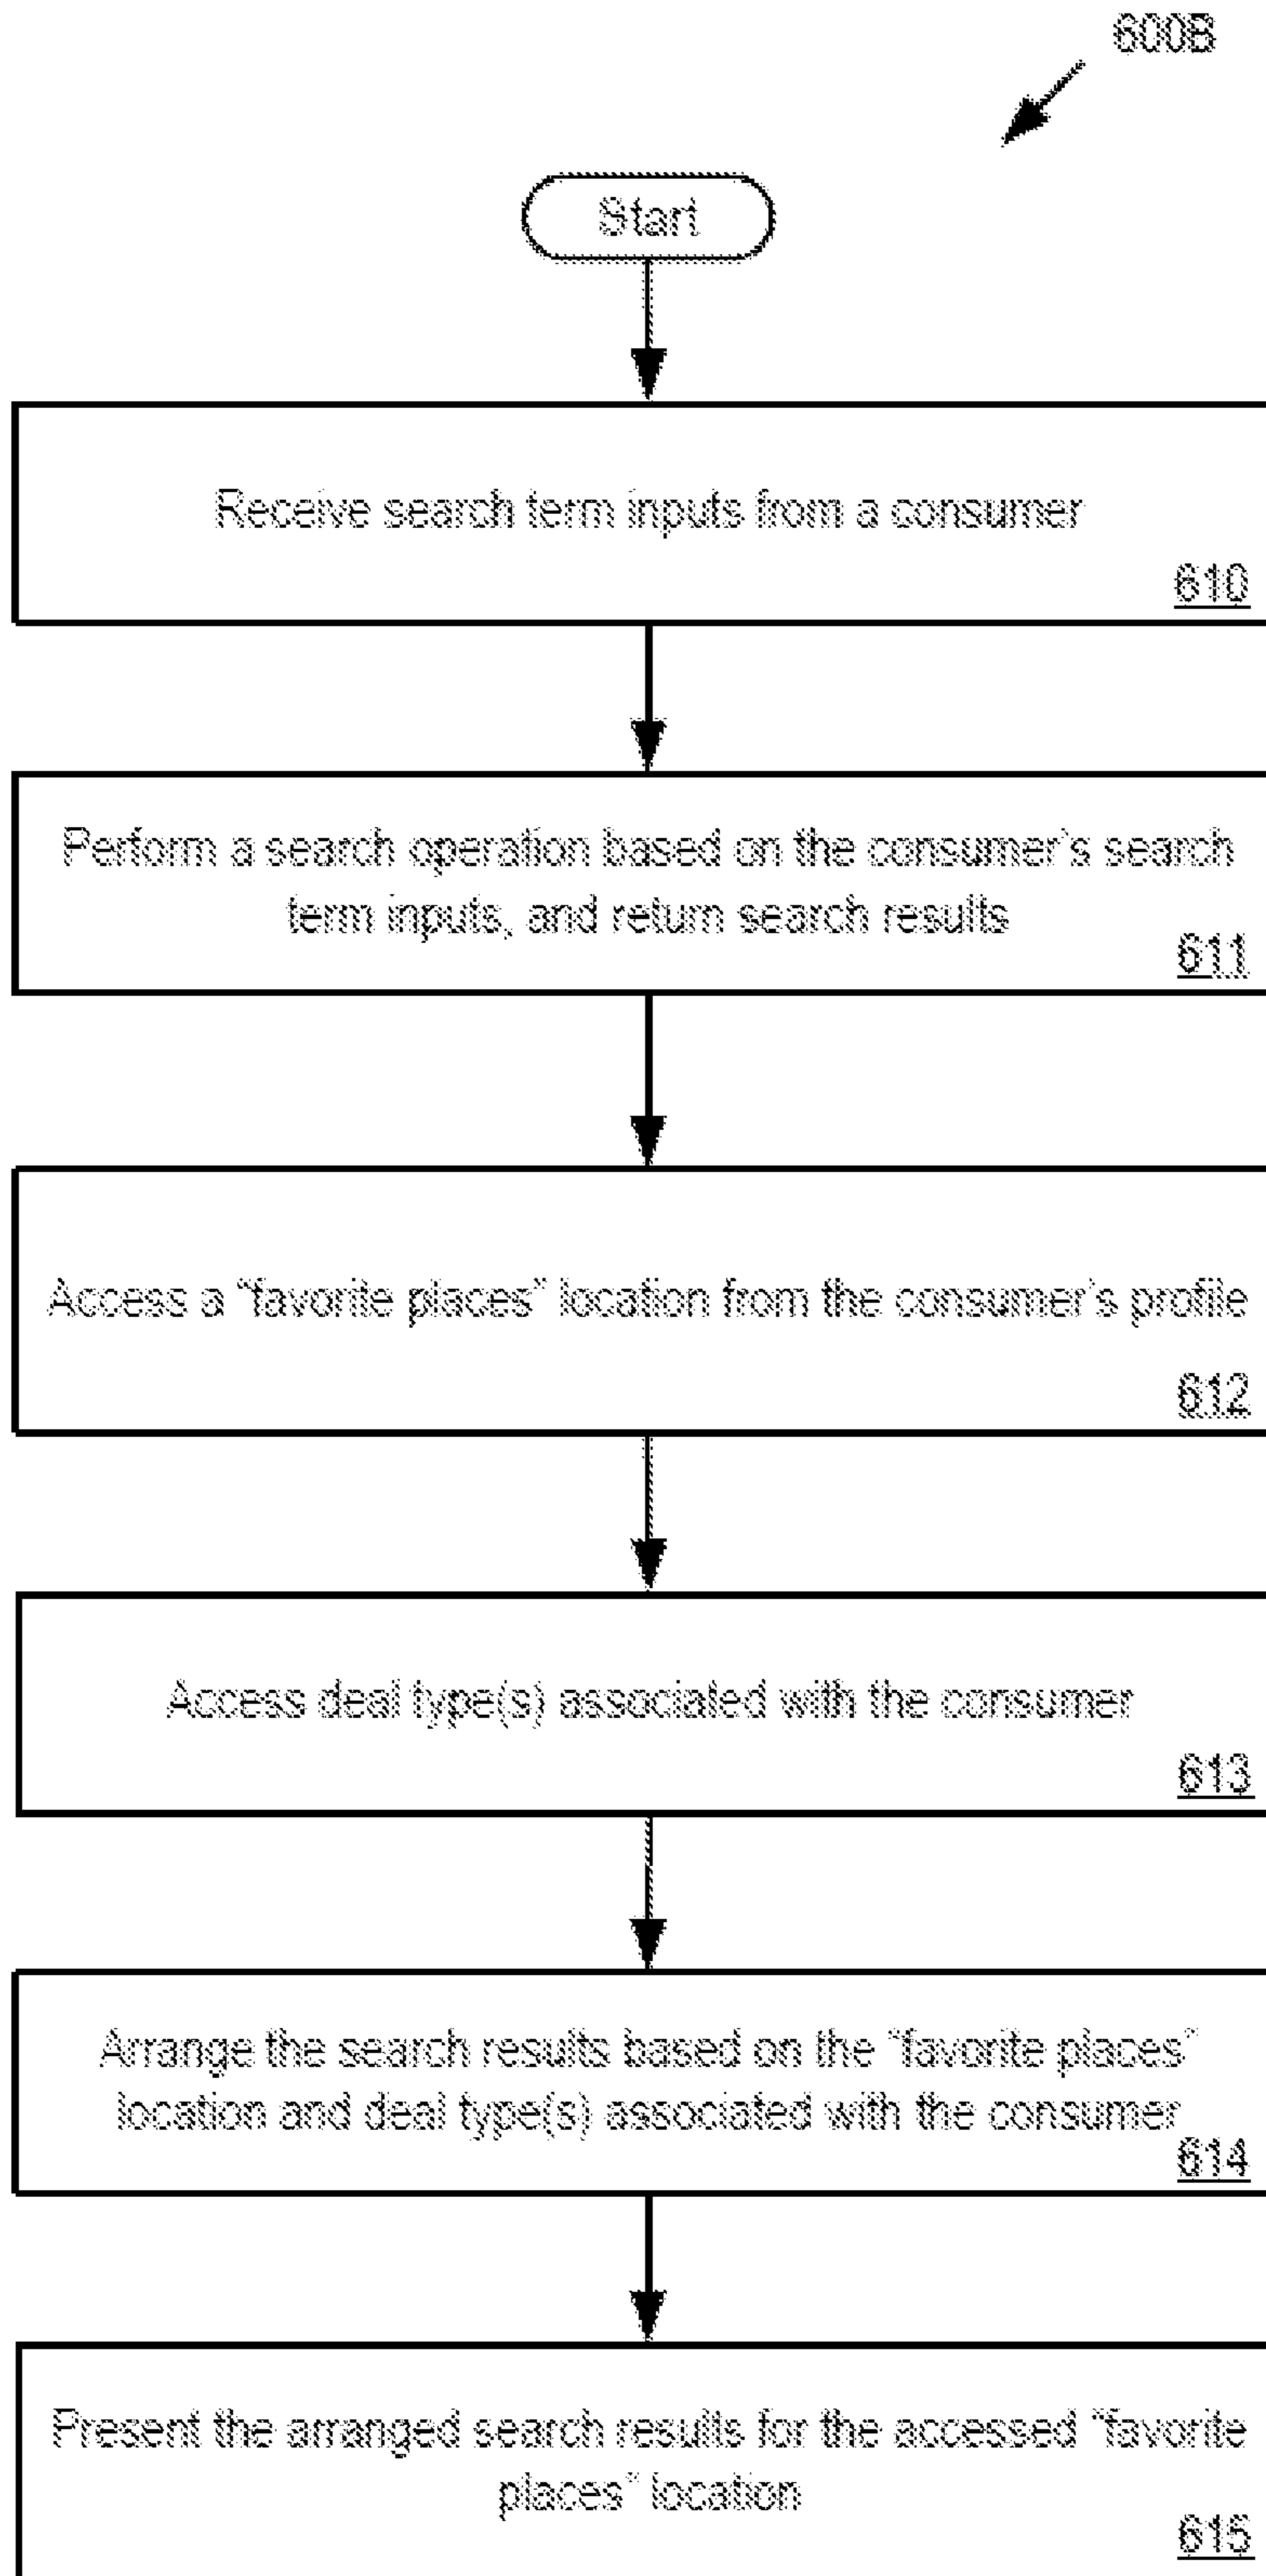 600B
Start
Receive search term inputs from a consumer
610
Perform a search operation based on the consumer's search
term inputs, and return search results
611
Access a "favorite places" location from the consumer's profile
612
Access deal type(s) associated with the consumer
613
Arrange the search results based on the "favorite places"
location and deal type(s) associated with the consumer
614
Present the arranged search results for the accessed "favorite
places" location
615